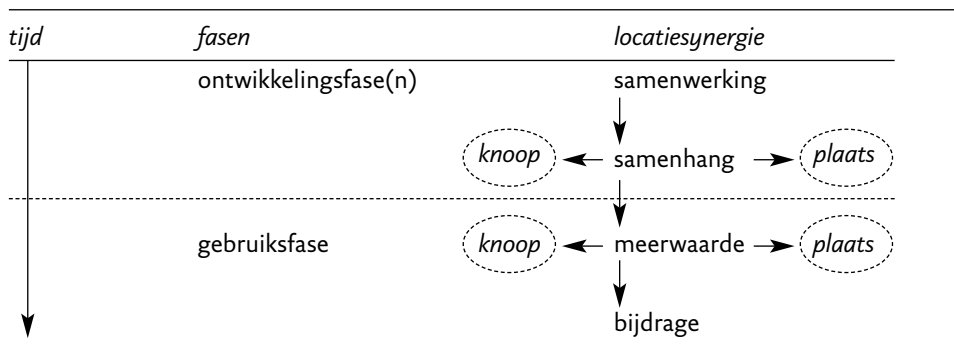 tijd fasen locatiesynergie
ontwikkelingsfase(n) samenwerking
knoop samenhang plaats
gebruiksfase knoop meerwaarde plaats
bijdrage